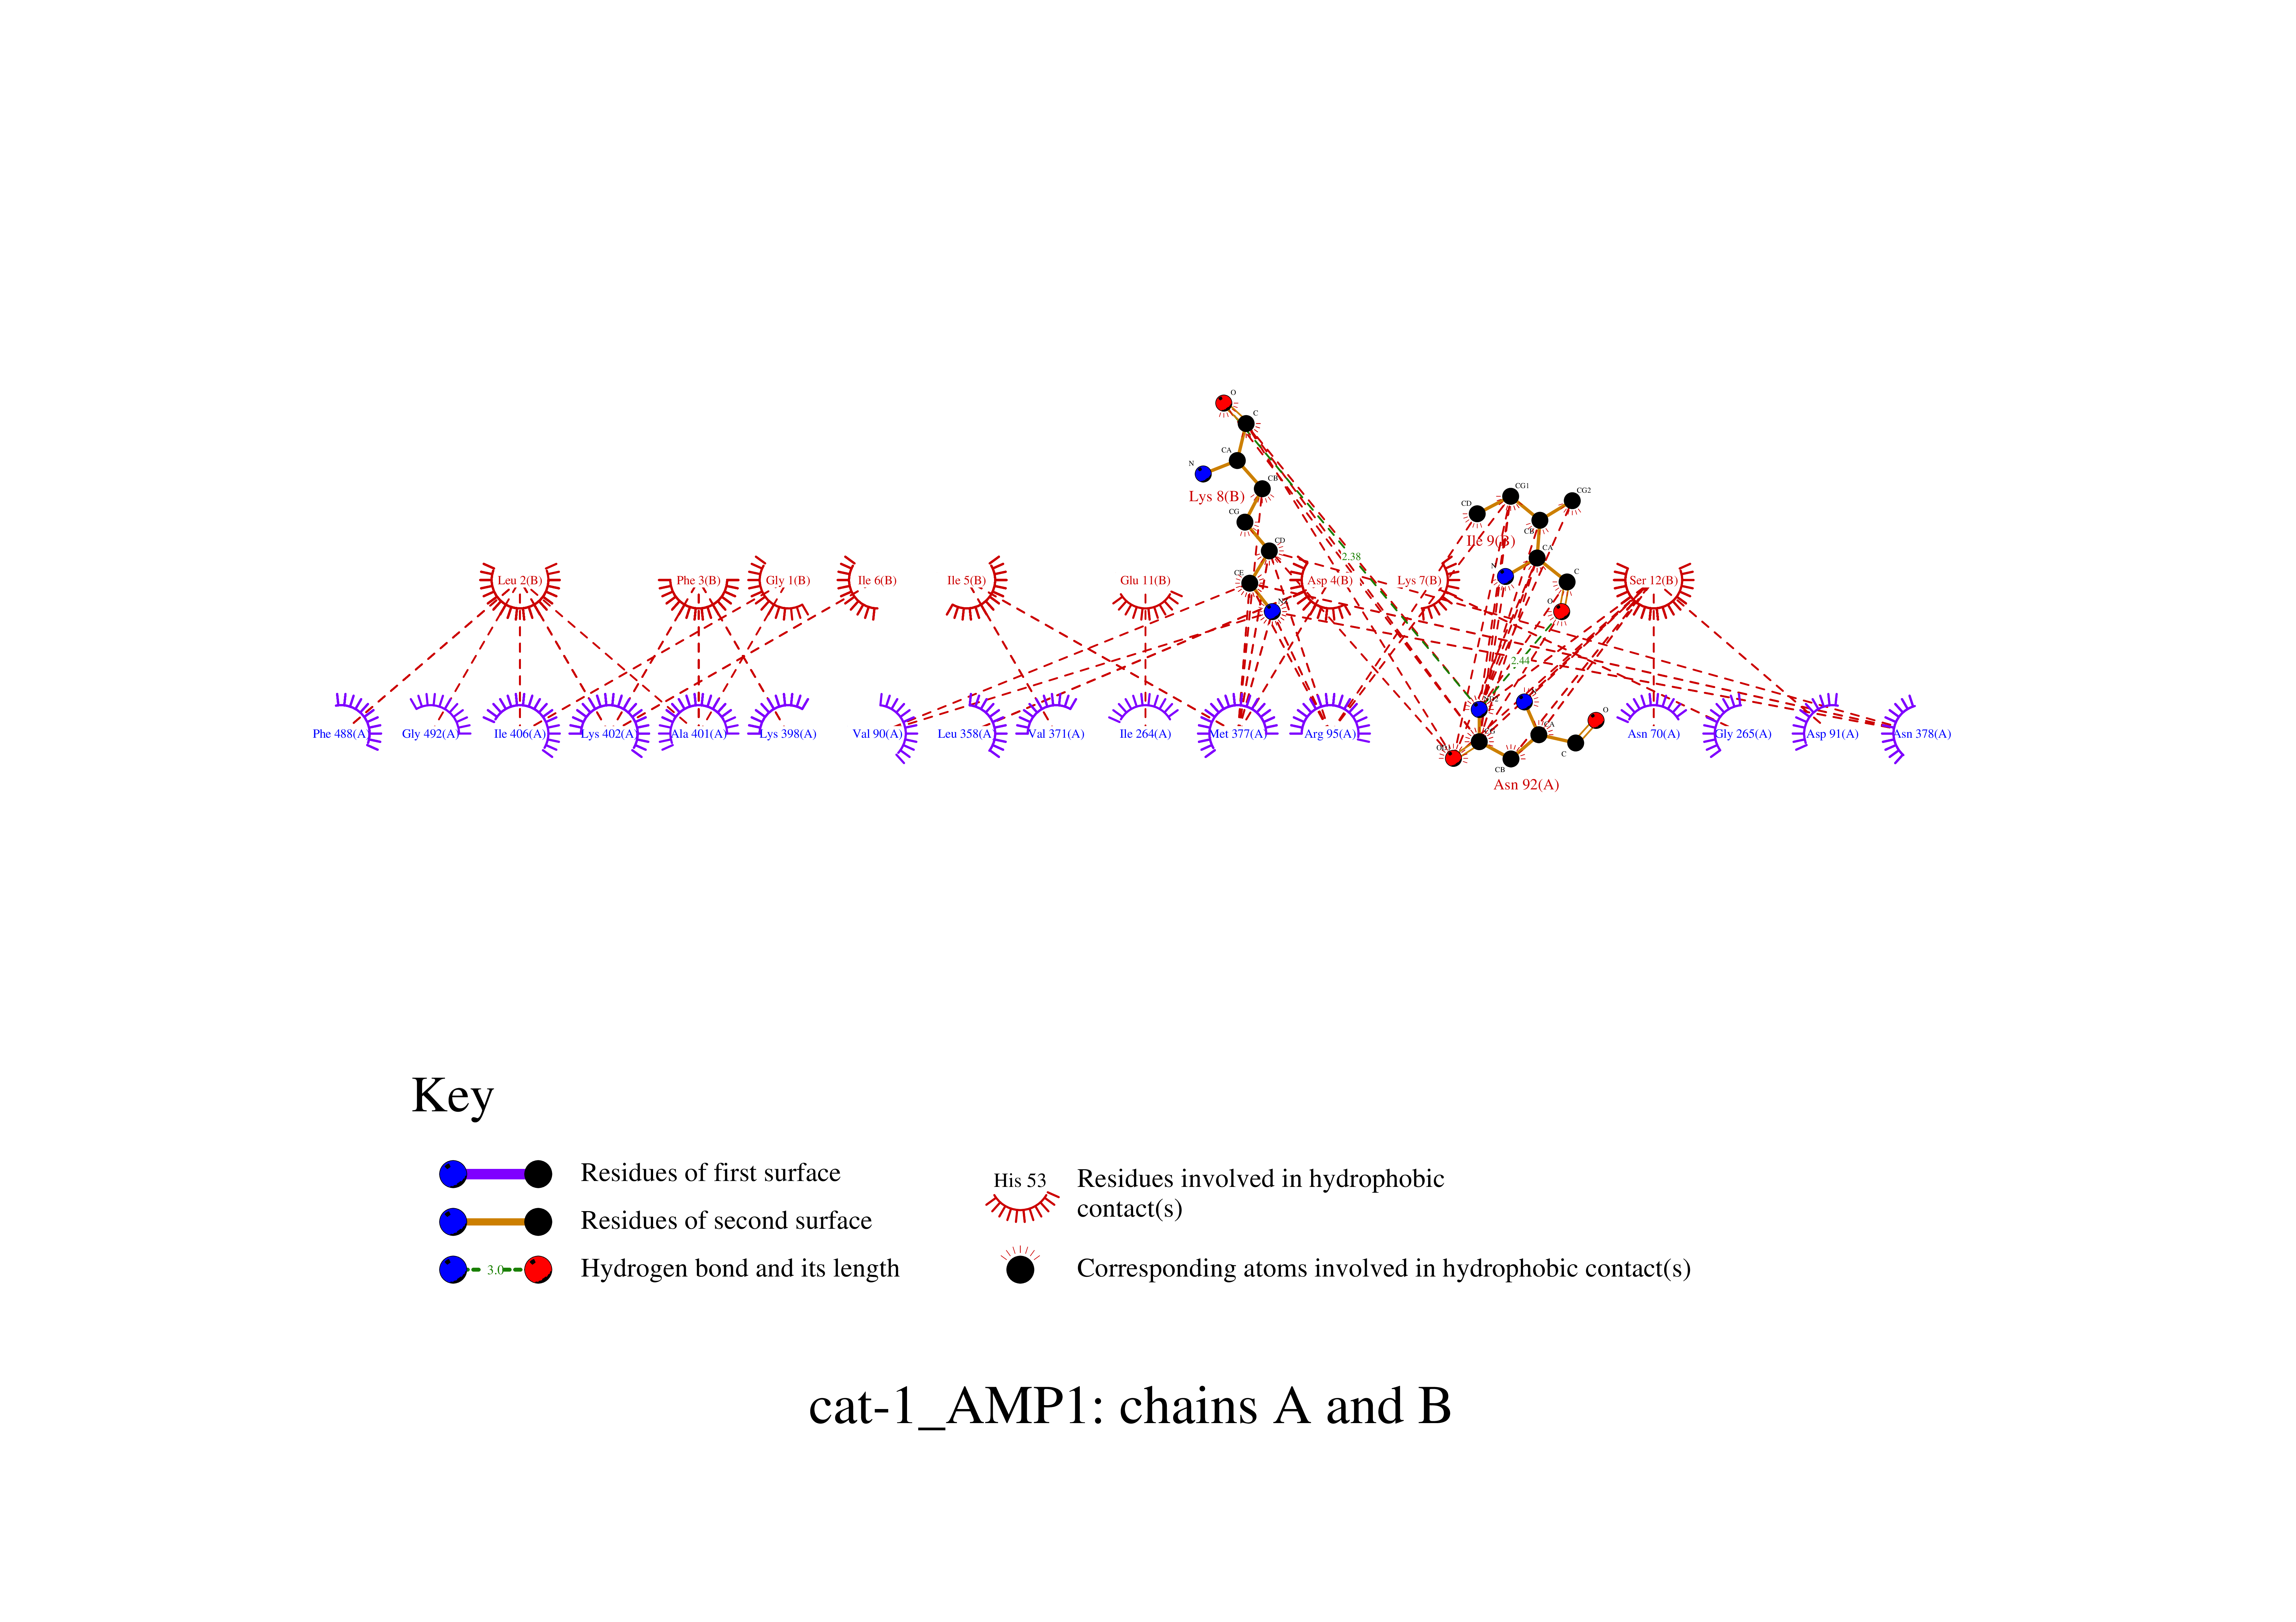 O
C
CA
N
CB
Lys 8(B)
CG
CD
CE
CG1
CG2
CD
CB
Ile 9(B)
CA
N
C
O
2.38
Leu 2(B)
Phe 3(B)
Gly 1(B)
Ile 6(B)
Ile 5(B)
Glu 11(B)
Asp 4(B)
Lys 7(B)
Ser 12(B)
2.44
Phe 488(A)
Gly 492(A)
Ile 406(A)
Lys 402(A)
Ala 401(A)
Lys 398(A)
Val 90(A)
Leu 358(A)
Val 371(A)
Ile 264(A)
Met 377(A)
Arg 95(A)
Asn 70(A)
Gly 265(A)
Asp 91(A)
Asn 378(A)
O
CA
C
CB
Asn 92(A)
Key
Residues of first surface
Residues of second surface
3.0
Hydrogen bond and its length
His 53
Residues involved in hydrophobic
contact(s)
Corresponding atoms involved in hydrophobic contact(s)
cat-1_AMP1: chains A and B